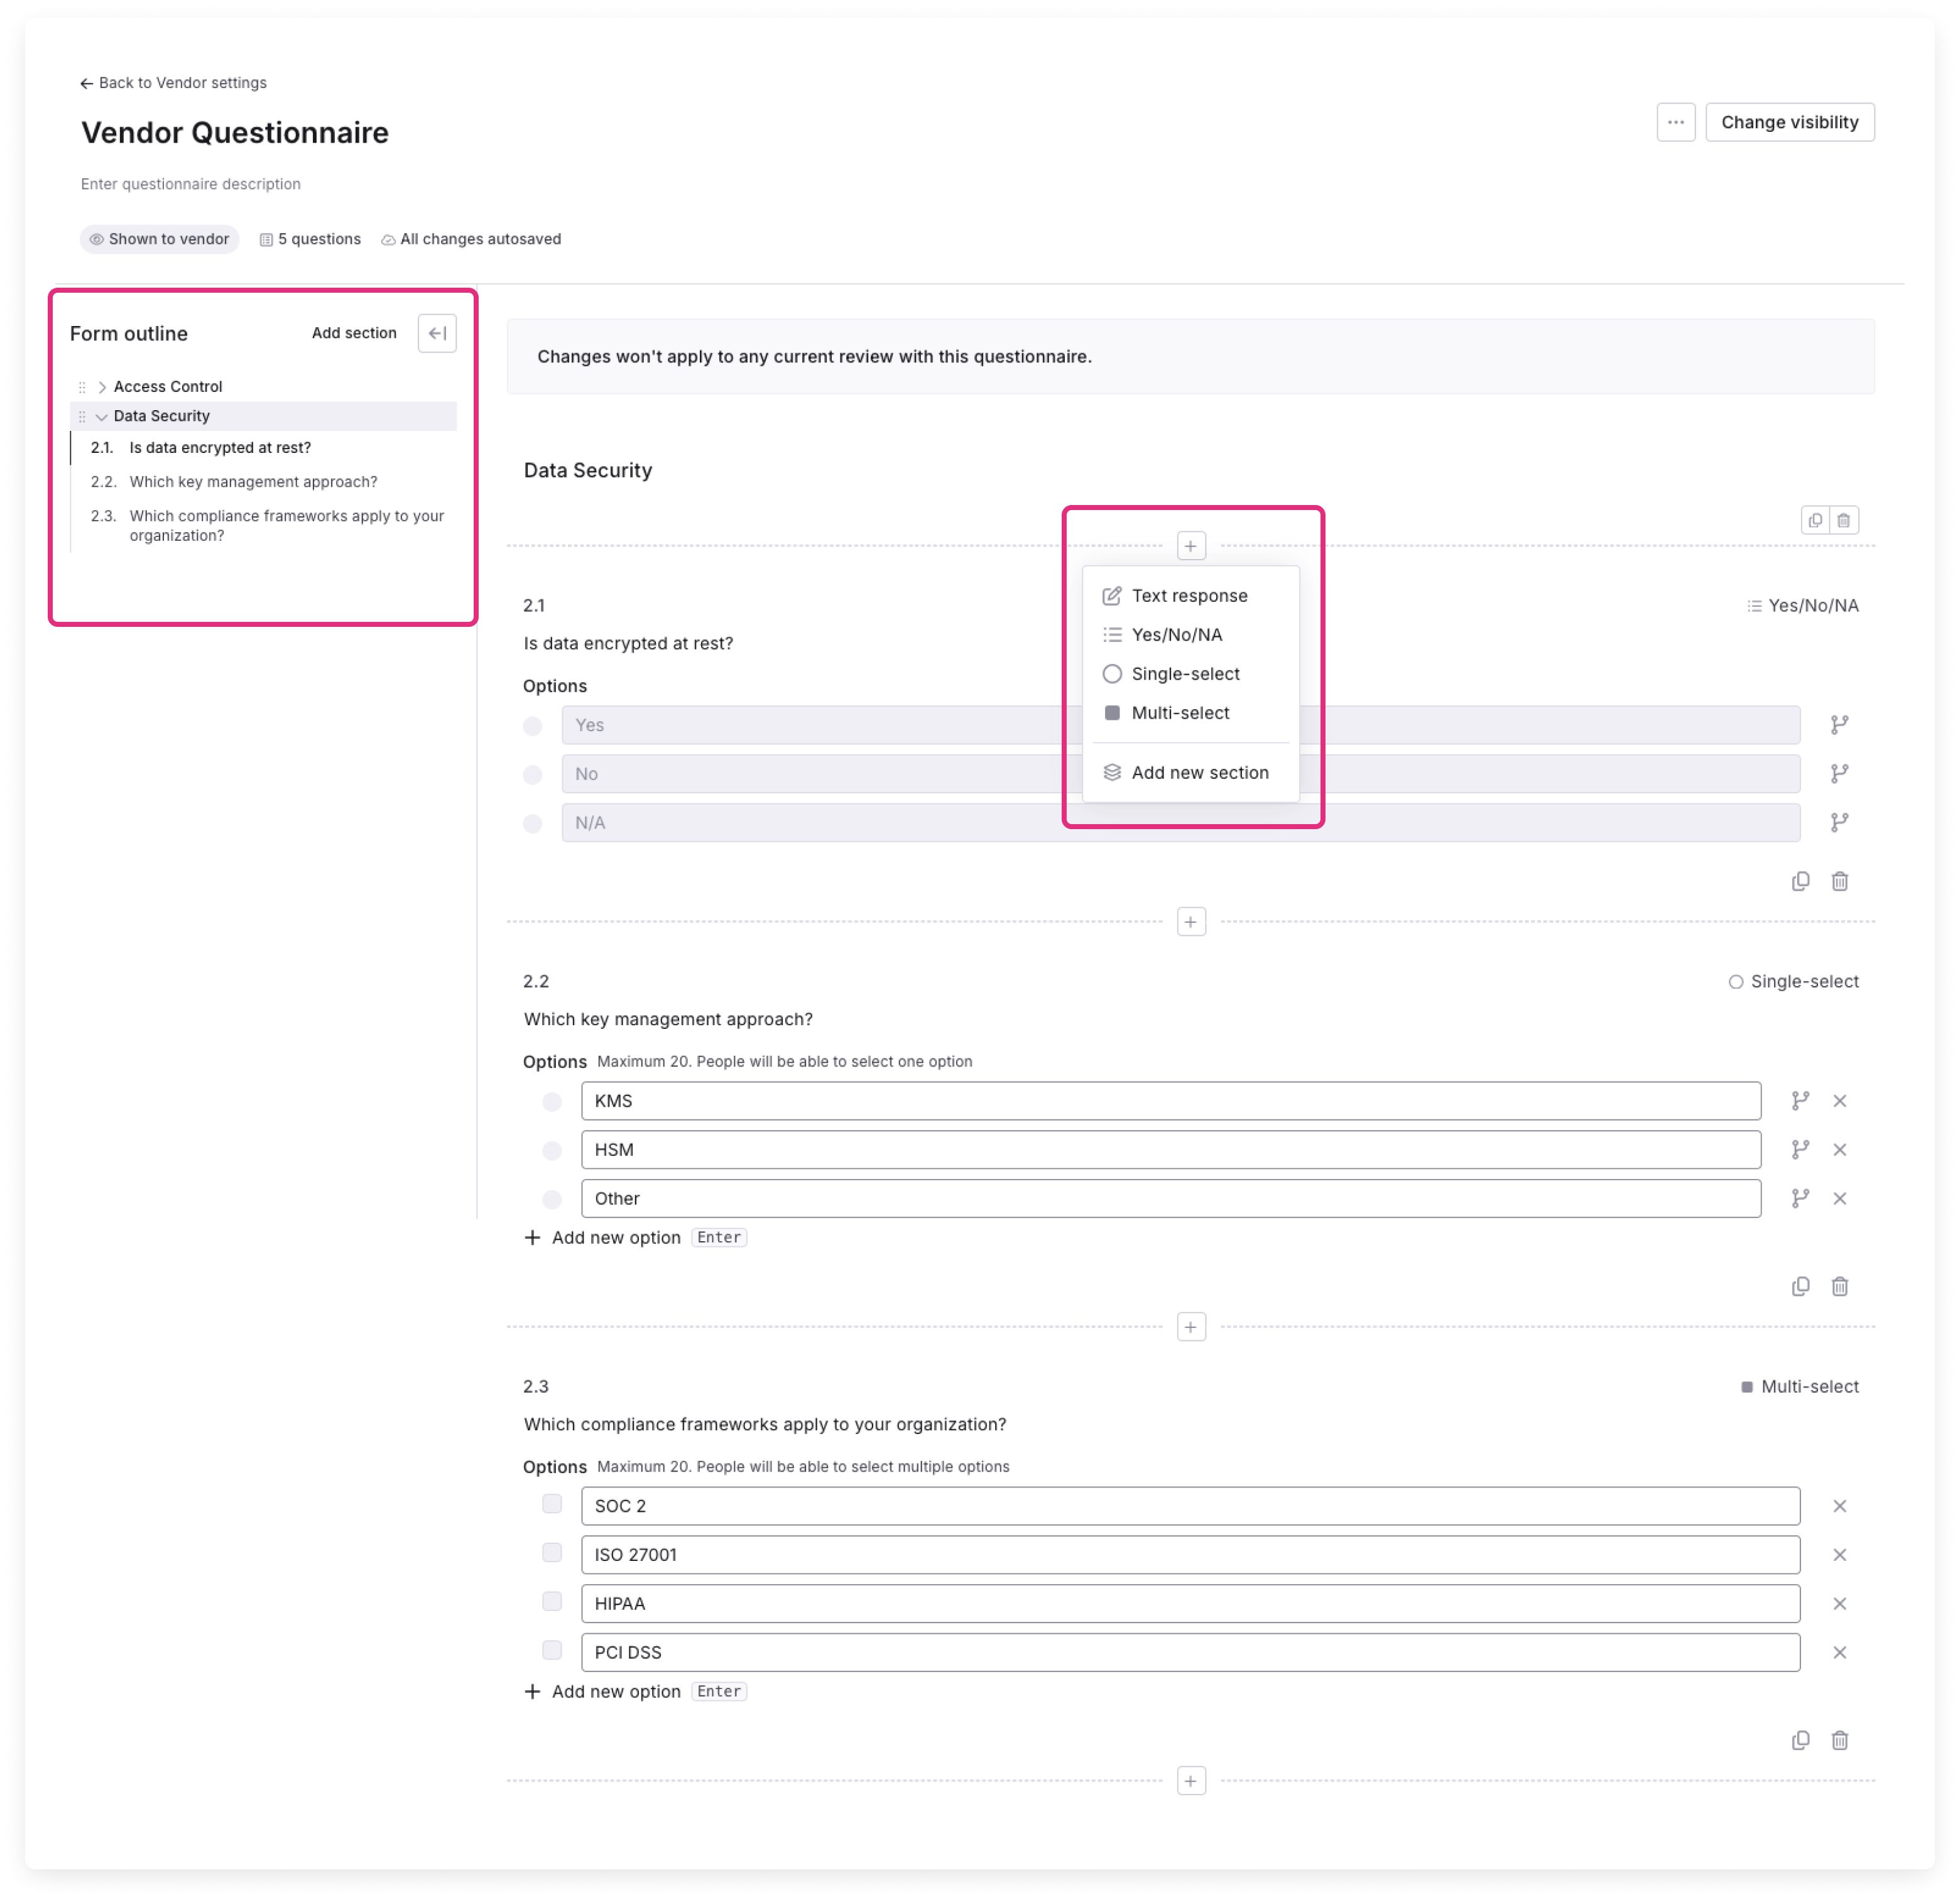 Back to Vendor settings
Vendor Questionnaire
Change visibility
Enter questionnaire description
Shown to vendor
5 questions
All changes autosaved
Form outline
Add section
Access Control
Data Security
2.1. Is data encrypted at rest?
2.2. Which key management approach?
2.3. Which compliance frameworks apply to your
organization?
Changes won't apply to any current review with this questionnaire.
Data Security
Text response
Yes/No/NA
Single-select
Multi-select
Add new section
2.1
Yes/No/NA
Is data encrypted at rest?
Options
Yes
No
N/A
2.2
Single-select
Which key management approach?
Options Maximum 20. People will be able to select one option
KMS
HSM
Other
Add new option Enter
2.3
Multi-select
Which compliance frameworks apply to your organization?
Options Maximum 20. People will be able to select multiple options
SOC 2
ISO 27001
HIPAA
PCI DSS
Add new option Enter